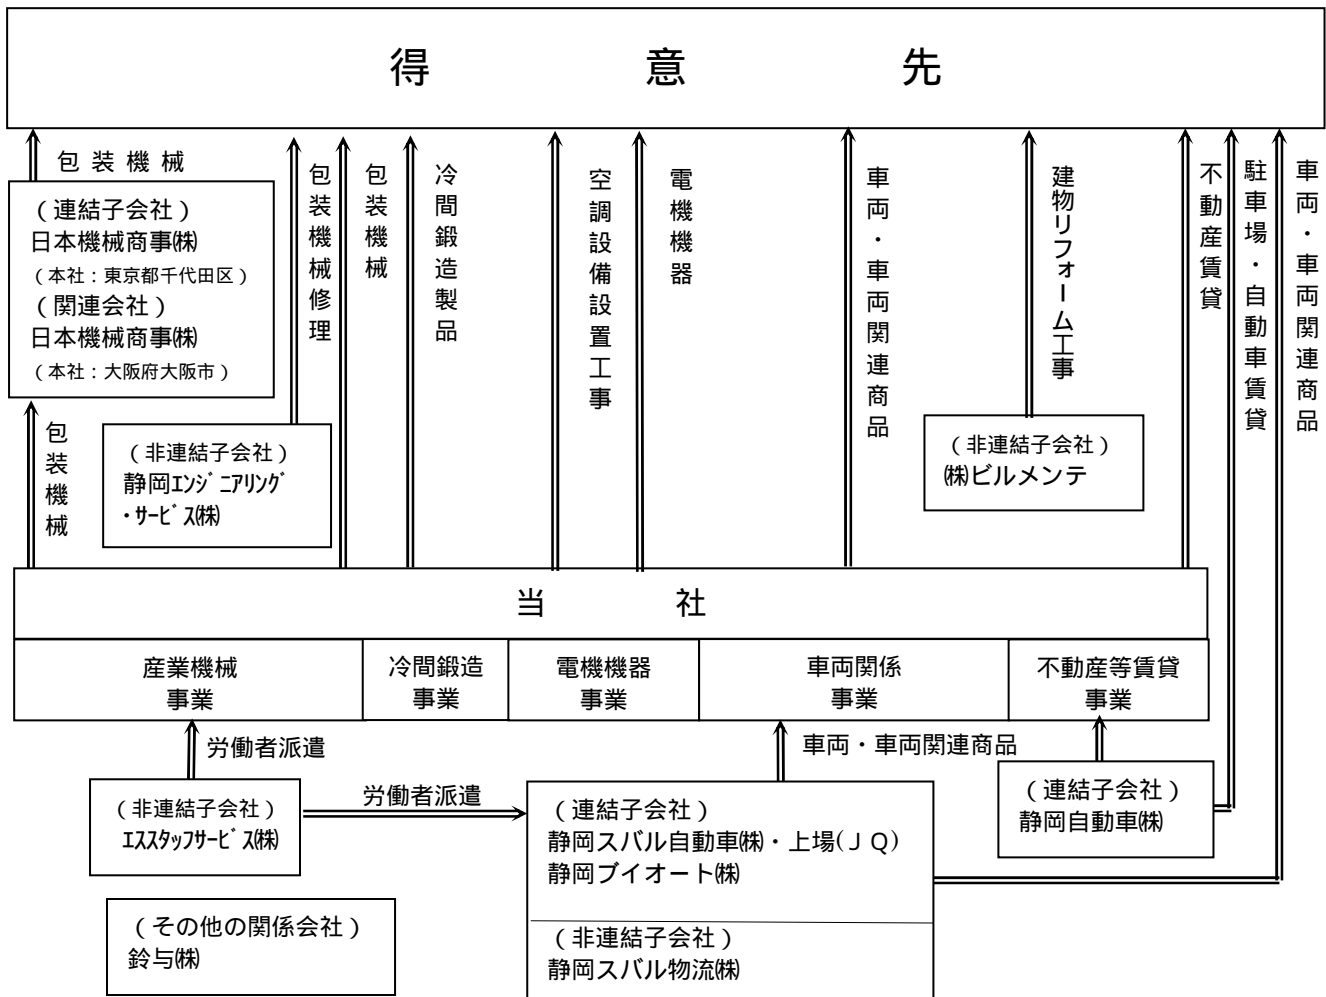 得意先
包装機械
(連結子会社)
日本機械商事㈱
(本社:東京都千代田区)
(関連会社)
日本機械商事㈱
(本社:大阪府大阪市)
包装機械
包装機械修理
包装機械
冷間鍛造製品
空調設備設置工事
電機機器
車両・車両関連商品
建物リフォーム工事
不動産賃貸
駐車場・自動車賃貸
車両・車両関連商品
(非連結子会社)
静岡エンジニアリング
・サービス㈱
(非連結子会社)
㈱ビルメンテ
当社
産業機械
事業
冷間鍛造
事業
電機機器
事業
車両関係
事業
不動産等賃貸
事業
労働者派遣
車両・車両関連商品
(非連結子会社)
エススタッフサービス㈱
労働者派遣
(連結子会社)
静岡スバル自動車㈱・上場(JQ)
静岡ブイオート㈱
(非連結子会社)
静岡スバル物流㈱
(連結子会社)
静岡自動車㈱
(その他の関係会社)
鈴与㈱